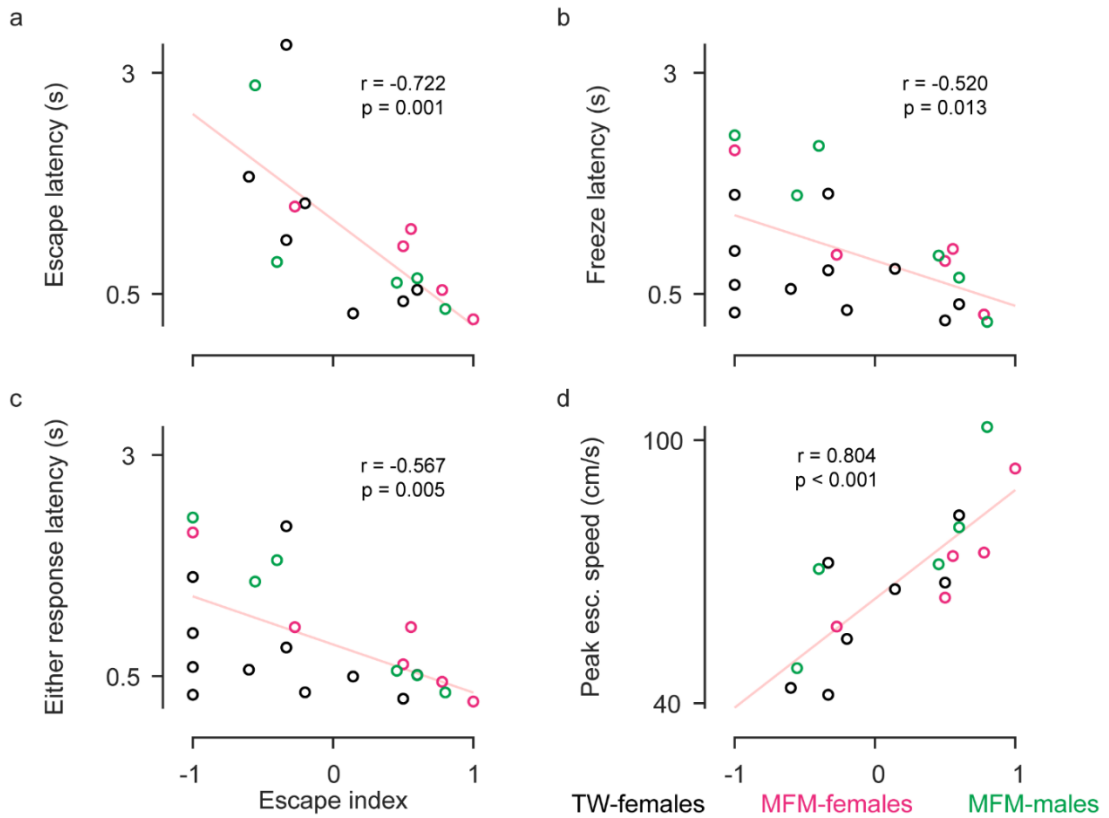 a
Escape latency (s)
3
0.5
r = -0.722
p = 0.001
0
1
b
Freeze latency (s)
3
0.5
r = -0.520
p = 0.013
c
Either response latency (s)
3
0.5
r = -0.567
p = 0.005
-1
0
1
Escape index
d
Peak esc. speed (cm/s)
100
40
r = 0.804
p < 0.001
-1
0
1
TW-females MFM-females MFM-males